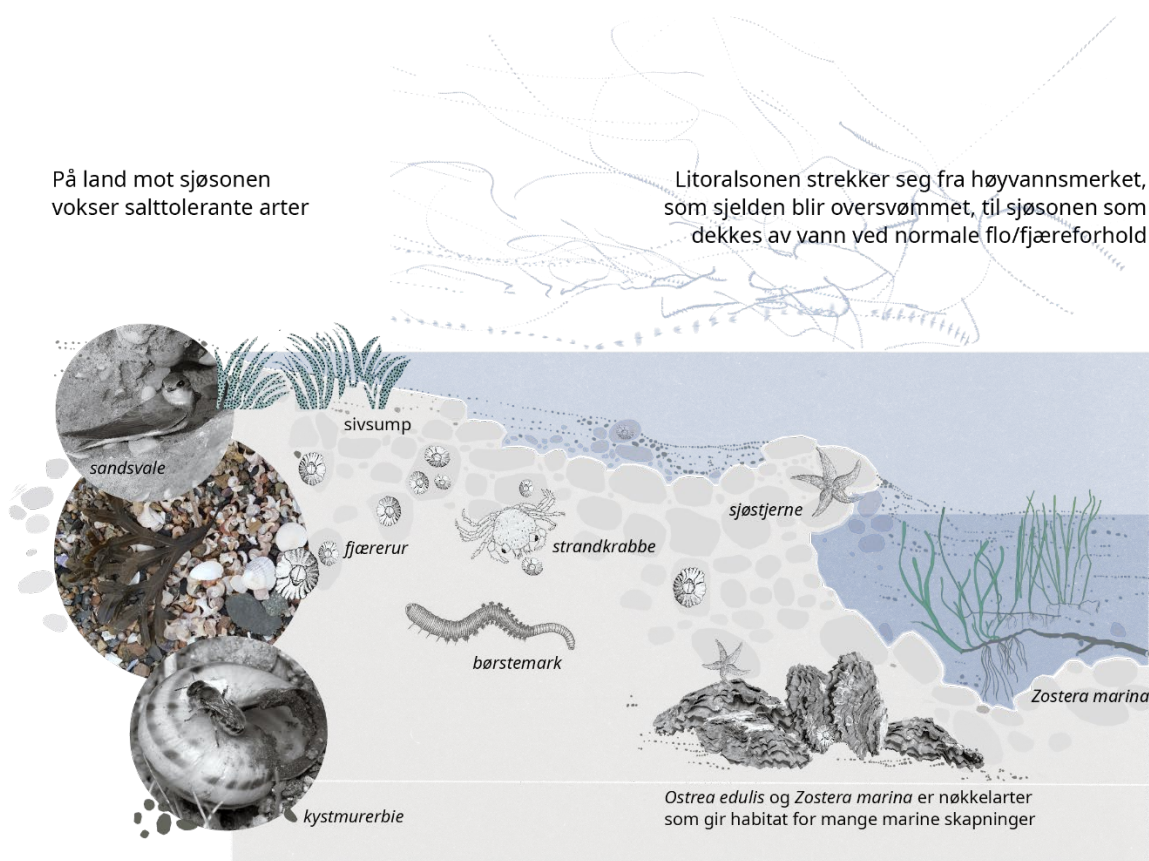 På land mot sjøsonen
vokser salttolerante arter
Litoralsonen strekker seg fra høyvannsmerket,
som sjelden blir oversvømmet, til sjøsonen som
dekkes av vann ved normale flo/fjæreforhold
sivsump
sandsvale
sjøstjerne
fjærerur
strandkrabbe
børstemark
Zostera marina
kystmurerbie
Ostrea edulis og Zostera marina er nøkkelarter
som gir habitat for mange marine skapninger